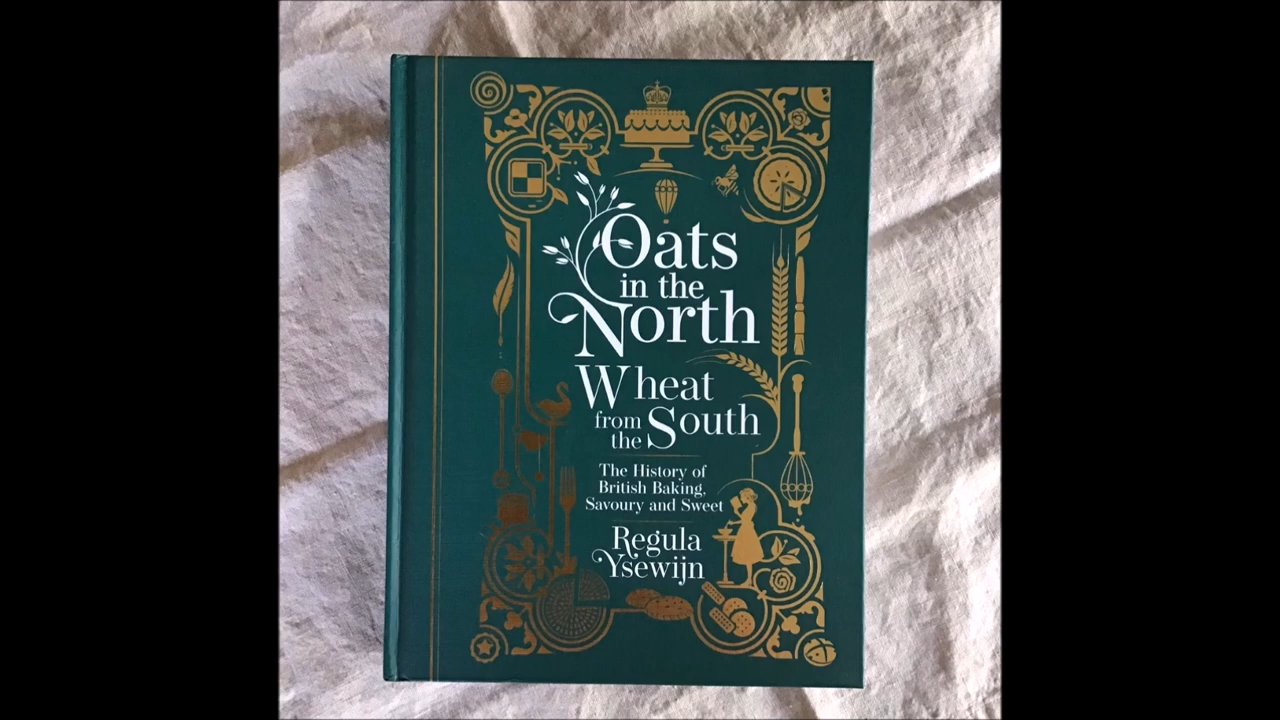 Oats
in the
North
Wheat
from
the South
The History of
British Baking,
Savoury and Sweet
Regula
Ysewijn